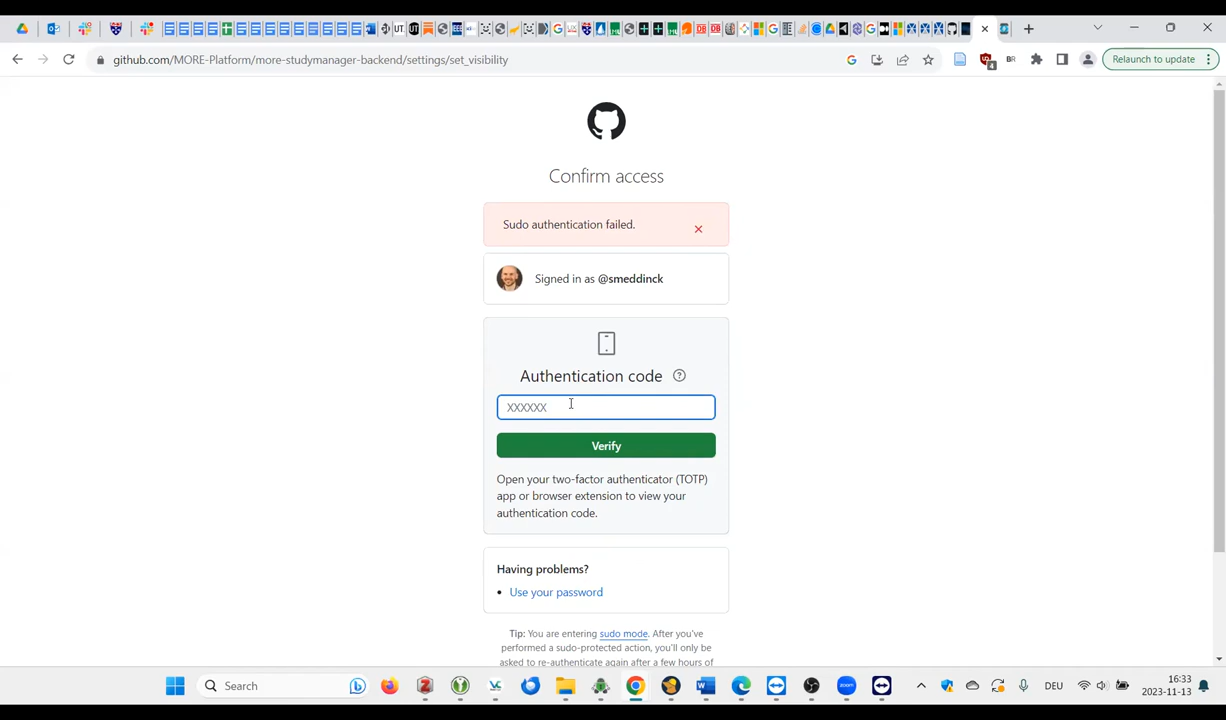 github.com/MORE-Platform/more-studymanager-backend/settings/set_visibility
Relaunch to update
Confirm access
Sudo authentication failed.
Signed in as @smeddinck
Authentication code
XXXXXX
Verify
Open your two-factor authenticator (TOTP)
app or browser extension to view your
authentication code.
Having problems?
• Use your password
Tip: You are entering sudo mode. After you've
performed a sudo-protected action, you'll only be
asked to re-authenticate again after a few hours of
Search
DEU
16:33
2023-11-13